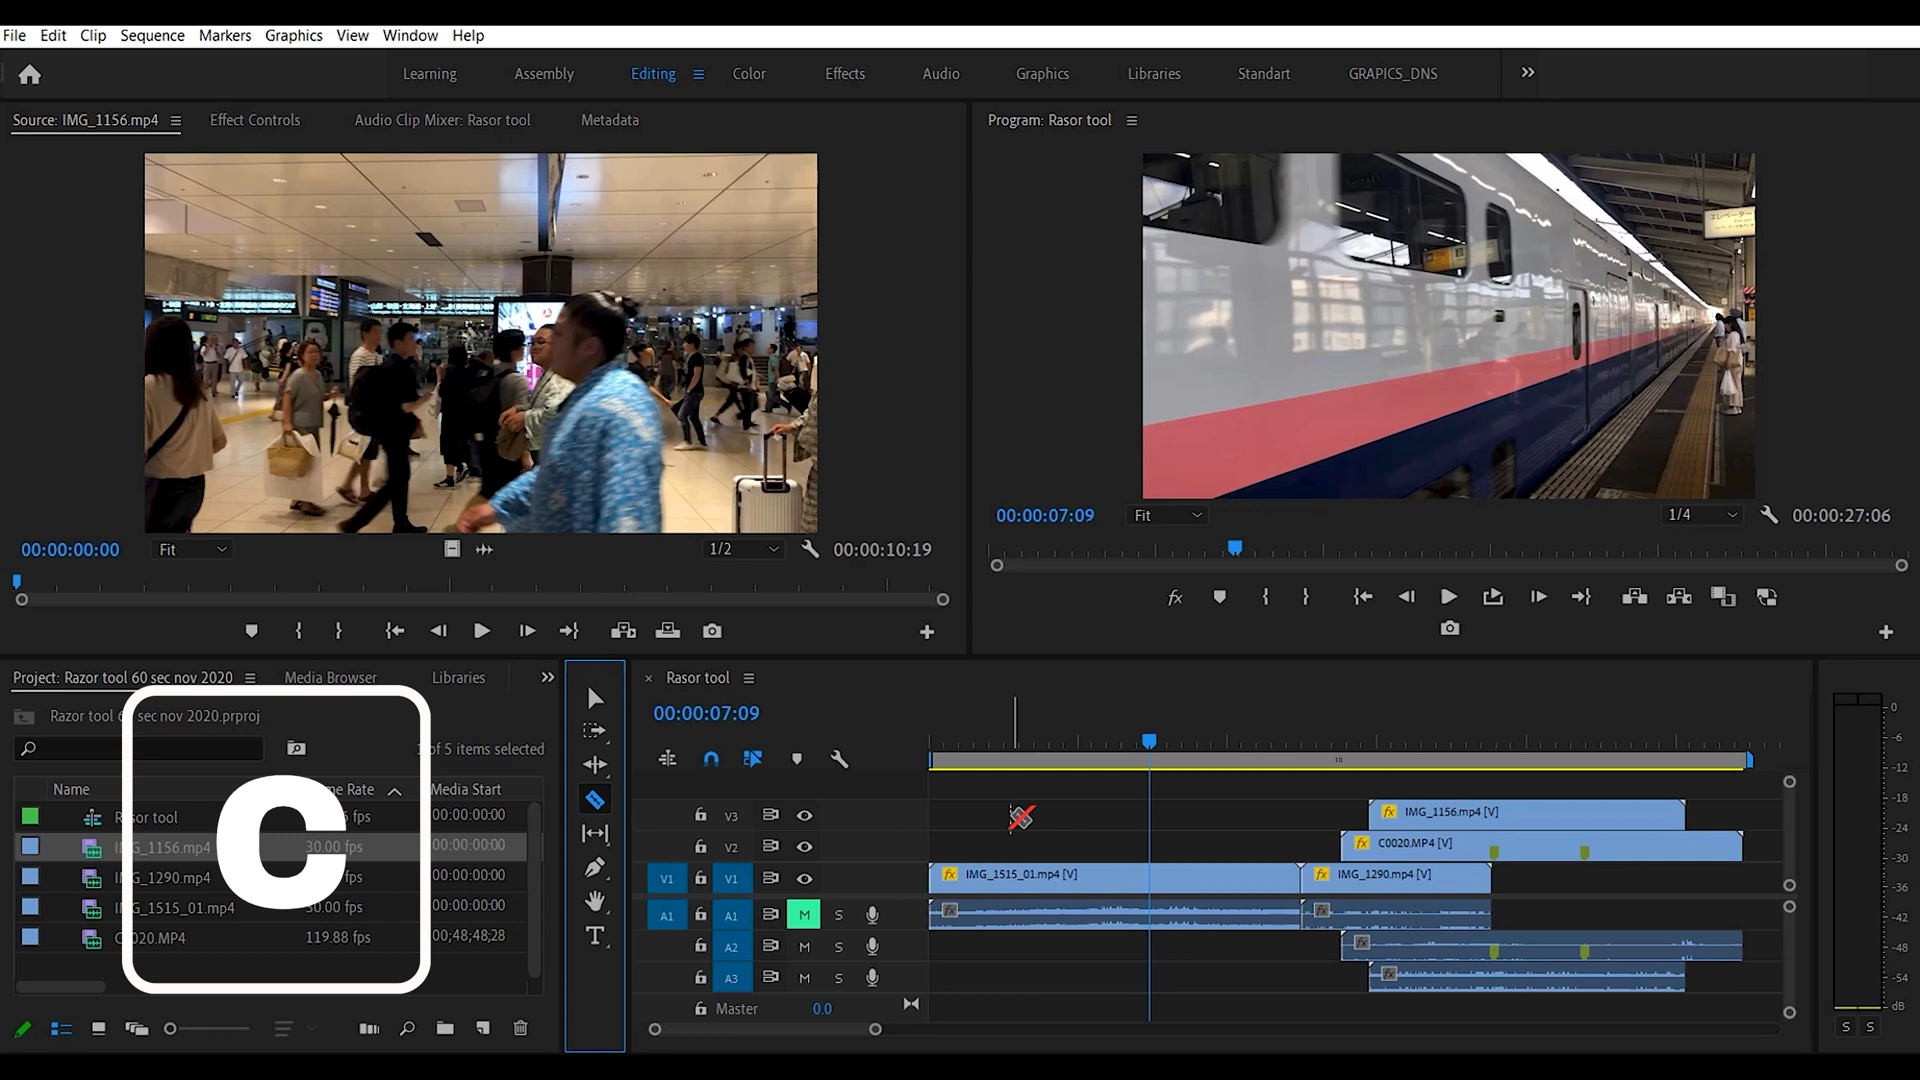 File Edit Clip Sequence Markers Graphics View Window Help
Learning Assembly Editing Color Effects Audio Graphics Libraries Standart GRAPICS_DNS
Source: IMG_1156.mp4 Effect Controls Audio Clip Mixer: Rasor tool Metadata
Program: Rasor tool
00:00:00:00 Fit 1/2 00:00:10:19
00:00:07:09 Fit 1/4 00:00:27:06
Project: Razor tool 60 sec nov 2020 Media Browser Libraries
Razor tool 6 sec nov 2020.prproj
of 5 items selected
Name me Rate Media Start
Rasor tool fps 00:00:00:00
IMG_1156.mp4 30.00 fps 00:00:00:00
IMG_1290.mp4 fps 00:00:00:00
IMG_1515_01.mp4 30.00 fps 00:00:00:00
C0020.MP4 119.88 fps 00;48;48;28
C
T
Rasor tool
00:00:07:09
V3 IMG_1156.mp4 [V]
V2 C0020.MP4 [V]
V1 V1 IMG_1515_01.mp4 [V] IMG_1290.mp4 [V]
A1 A1 M S
A2 M S
A3 M S
Master 0.0
0
-6
-12
-18
-24
-30
-36
-42
-48
-54
dB
S S